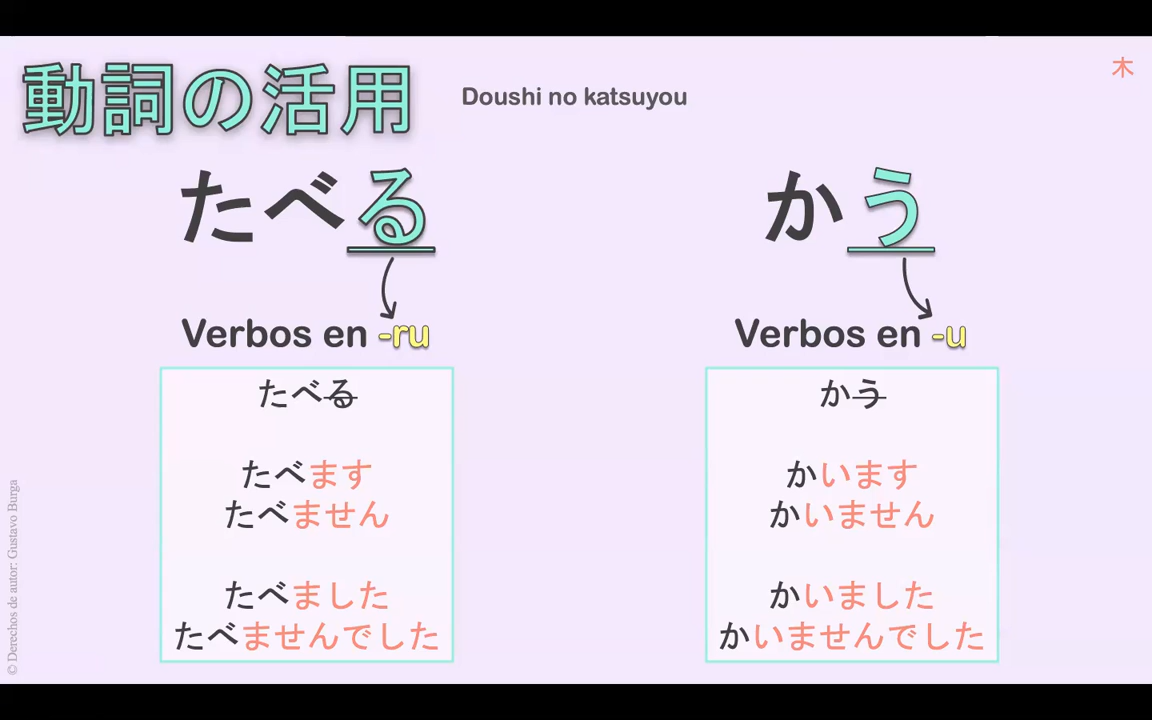 動詞の活用
Doushi no katsuyou
木
たべる
かう
Verbos en -ru
Verbos en -u
たべる
たべます
たべません
たべました
たべませんでした
かう
かいます
かいません
かいました
かいませんでした
© Derechos de autor: Gustavo Burga